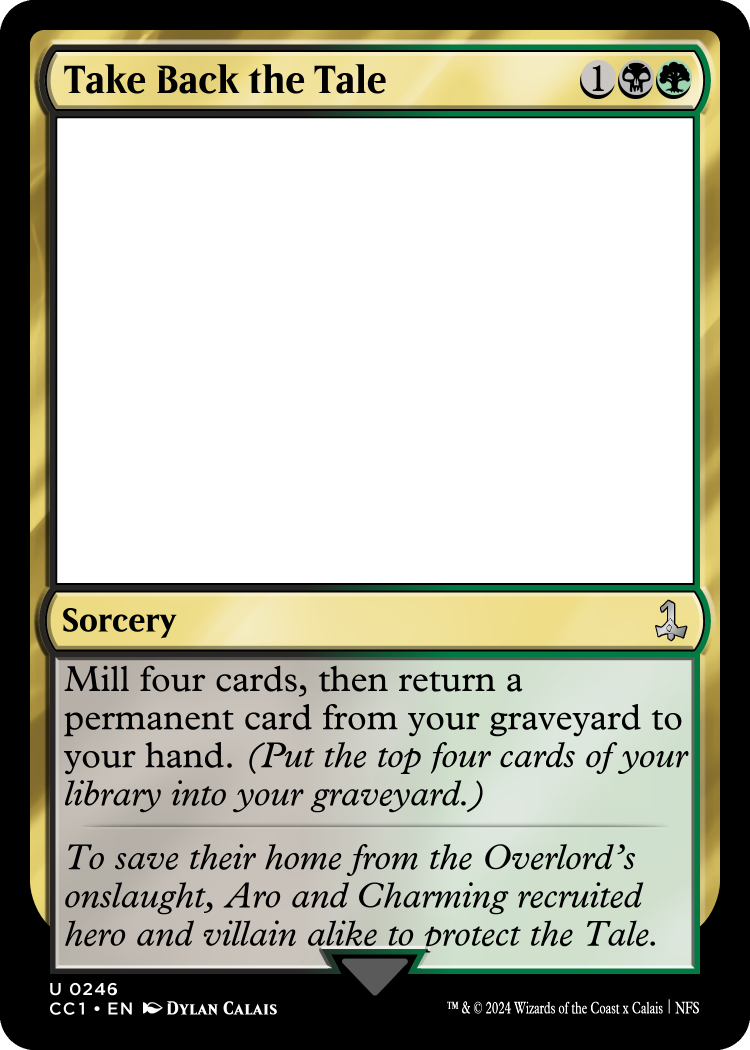 Take Back the Tale 1
Sorcery
Mill four cards, then return a
permanent card from your graveyard to
your hand. (Put the top four cards of your
library into your graveyard.)
To save their home from the Overlord's
onslaught, Aro and Charming recruited
hero and villain alike to protect the Tale.
U 0246
CC1 • EN DYLAN CALAIS
™ & © 2024 Wizards of the Coast x Calais | NFS